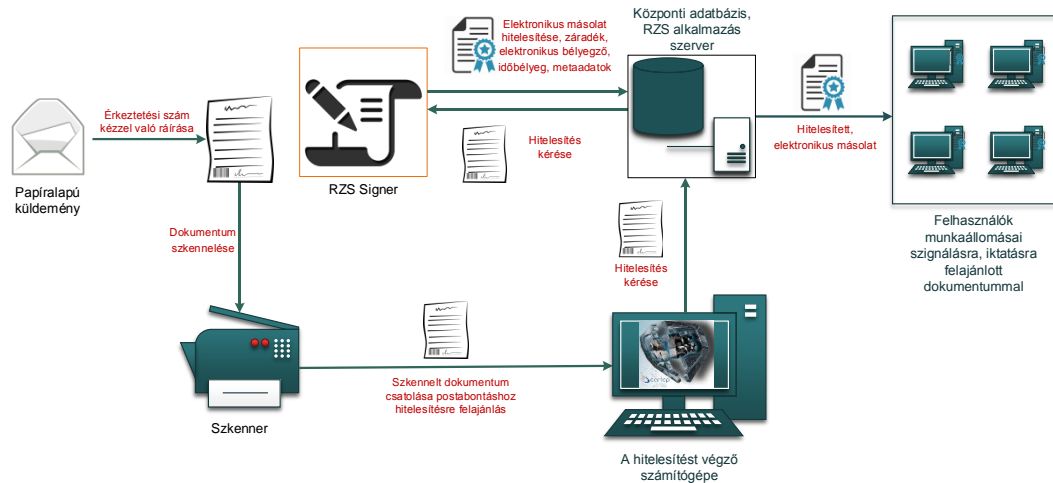 Érkeztetési szám
kézzel való ráírása
Papíralapú
küldemény
Dokumentum
szkennelése
Szkenner
Szkennelt dokumentum
csatolása postabontáshoz
hitelesítésre felajánlás
A hitelesítést végző
számítógépe
Hitelesítés
kérése
RZS Signer
Elektronikus másolat
hitelesítése, záradék,
elektronikus bélyegző,
időbélyeg, metaadatok
Hitelesítés
kérése
Központi adatbázis,
RZS alkalmazás
szerver
Hitelesített,
elektronikus másolat
Felhasználók
munkaállomásai
szignálásra, iktatásra
felajánlott
dokumentummal